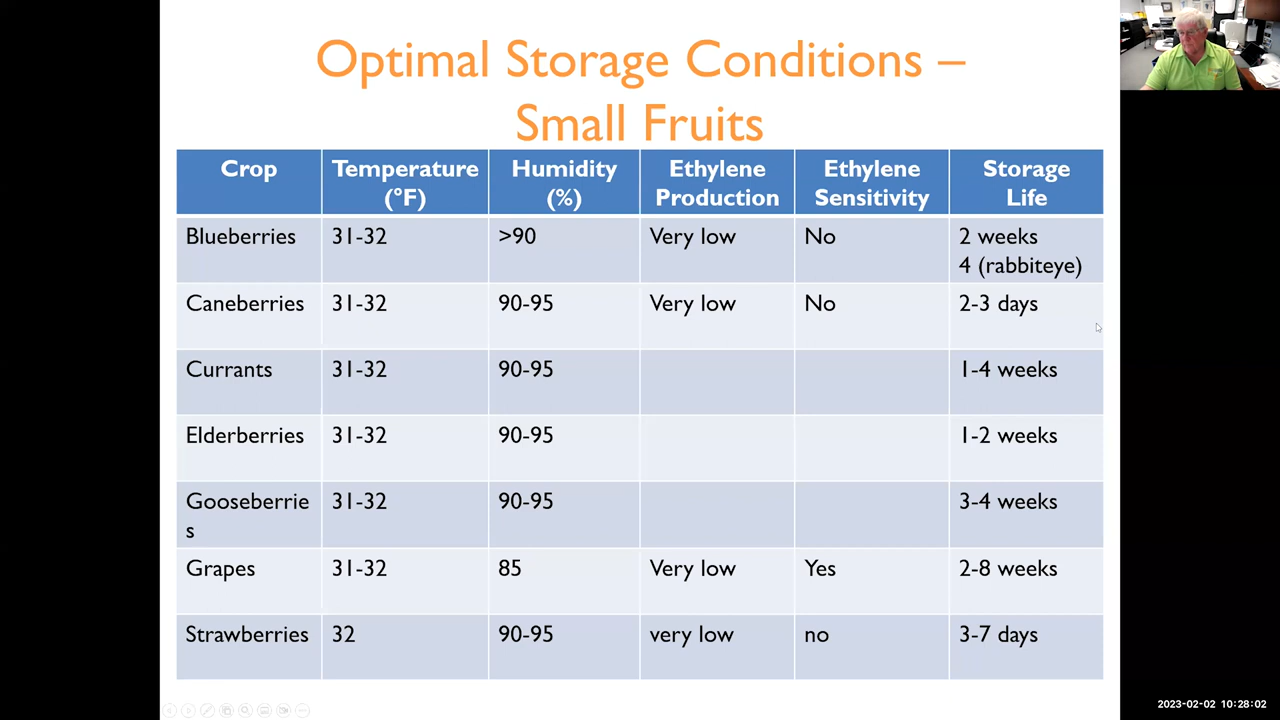 Optimal Storage Conditions –
Small Fruits
Crop Temperature (°F) Humidity (%) Ethylene Production Ethylene Sensitivity Storage Life
Blueberries 31-32 >90 Very low No 2 weeks
4 (rabbiteye)
Caneberries 31-32 90-95 Very low No 2-3 days
Currants 31-32 90-95 1-4 weeks
Elderberries 31-32 90-95 1-2 weeks
Gooseberrie
s 31-32 90-95 3-4 weeks
Grapes 31-32 85 Very low Yes 2-8 weeks
Strawberries 32 90-95 very low no 3-7 days
2023-02-02 10:28:02